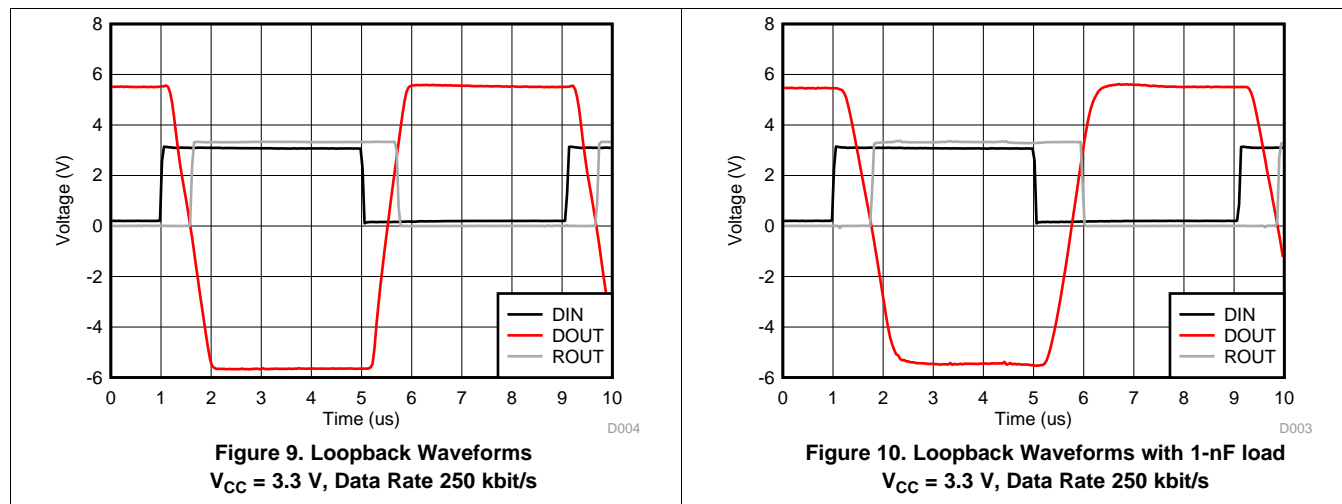 8
6
4
2
0
-2
-4
-6
Voltage (V)
DIN
DOUT
ROUT
0 1 2 3 4 5 6 7 8 9 10
Time (us)
D004
Figure 9. Loopback Waveforms
VCC = 3.3 V, Data Rate 250 kbit/s
8
6
4
2
0
-2
-4
-6
Voltage (V)
DIN
DOUT
ROUT
0 1 2 3 4 5 6 7 8 9 10
Time (us)
D003
Figure 10. Loopback Waveforms with 1-nF load
VCC = 3.3 V, Data Rate 250 kbit/s